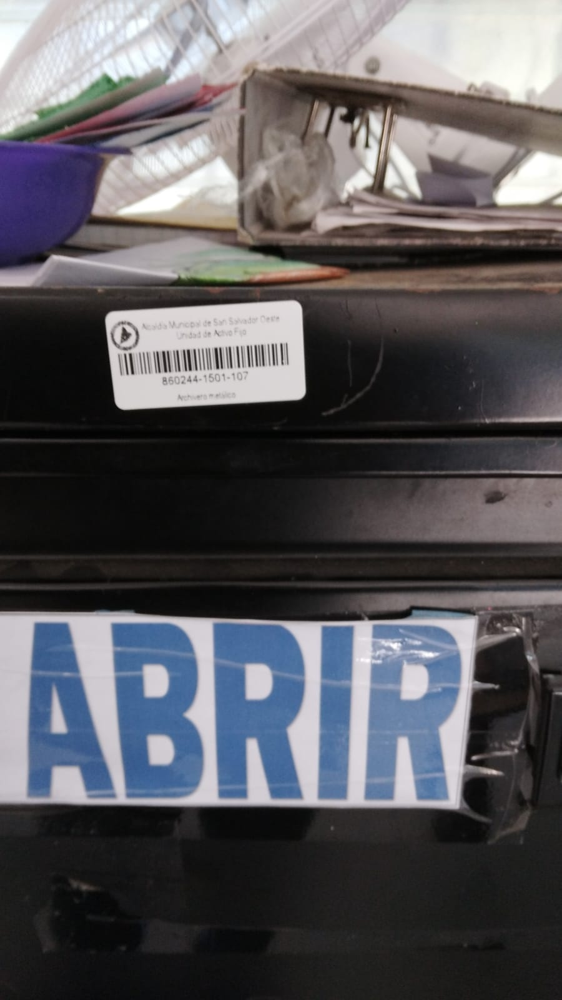 Alcaldía Municipal de San Salvador Oeste
Unidad de Activo Fijo
860244-1501-107
Archivero metálico
ABRIR